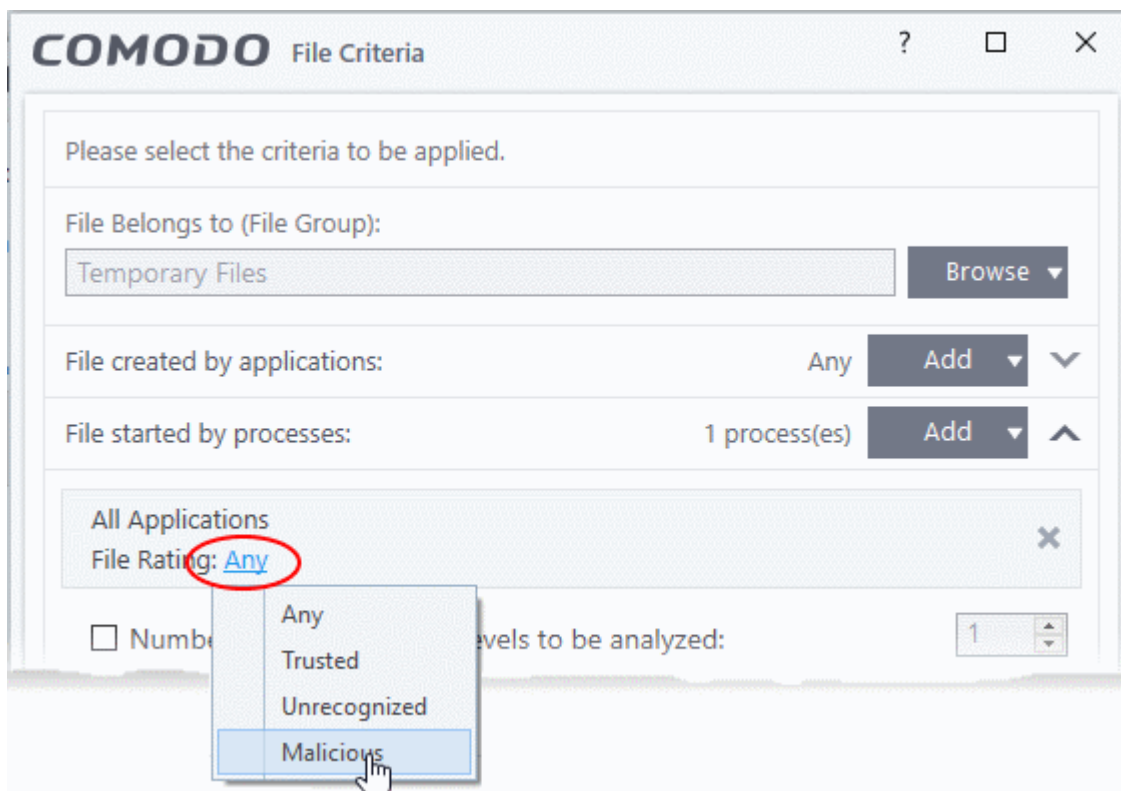 COMODO File Criteria ?
Please select the criteria to be applied.
File Belongs to (File Group):
Temporary Files Browse
File created by applications: Any Add
File started by processes: 1 process(es) Add
All Applications
File Rating: Any
Any
evels to be analyzed: 1
Trusted
Unrecognized
Malicious